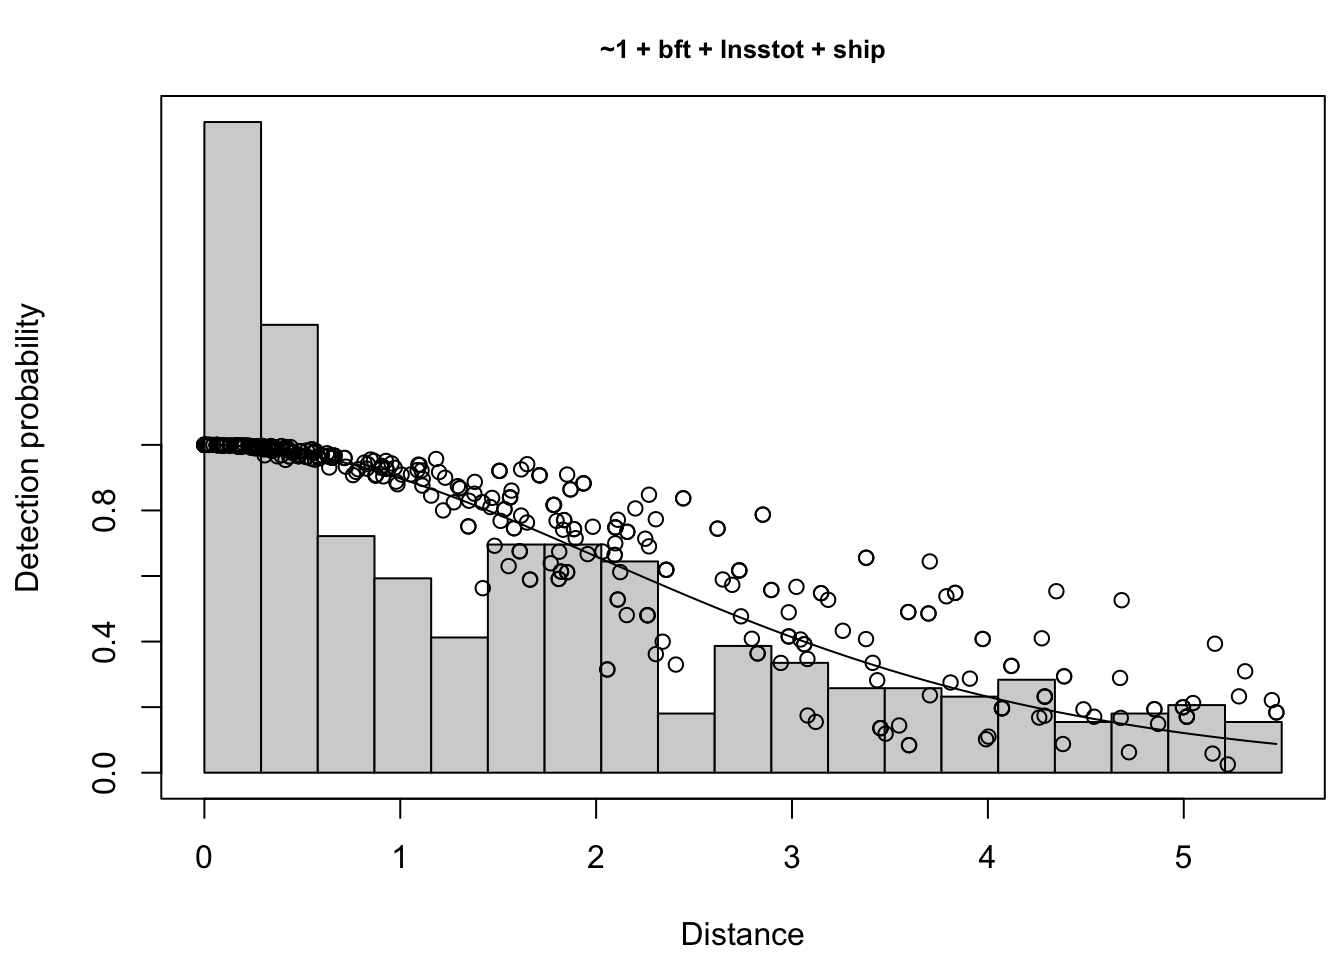 ~1 + bft + lnsstot + ship
Detection probability
0.8
0.4
0.0
0 1 2 3 4 5
Distance